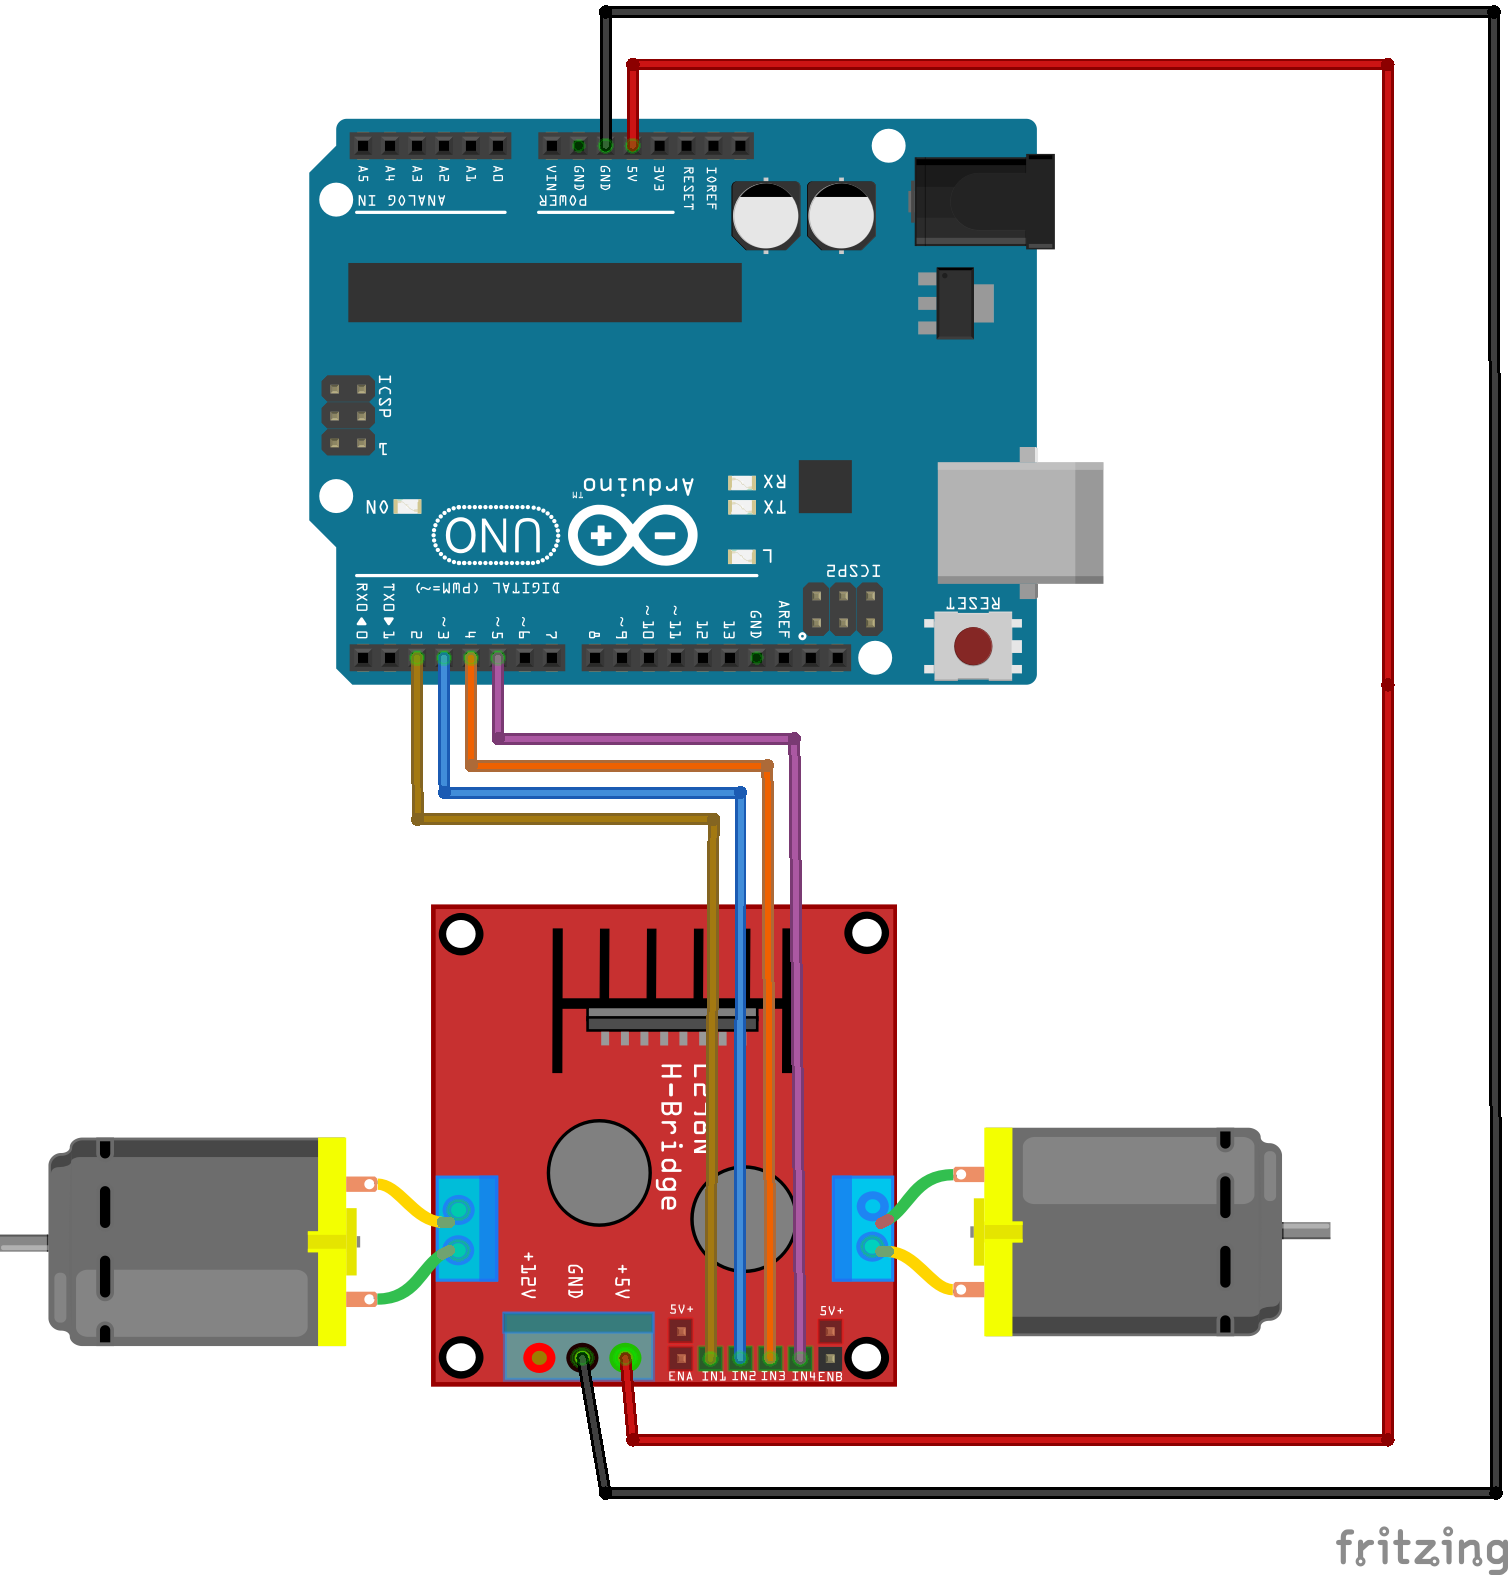 A5 A4 A3 A2 A1 A0
VIN GND GND 5V 3V3 RESET IOREF
ANALOG IN
POWER
ICSP
1
Arduino
TM
UNO
ON
RX
TX
L
ICSP2
DIGITAL (PWM=~)
RESET
RX0 TX0
0 1 2 ~3 4 ~5 ~6 7
8 ~9 ~10 ~11 12 13 GND AREF
H-Bridge
+12V GND +5V
5V+
5V+
ENA IN1 IN2 IN3 IN4 ENB
fritzing